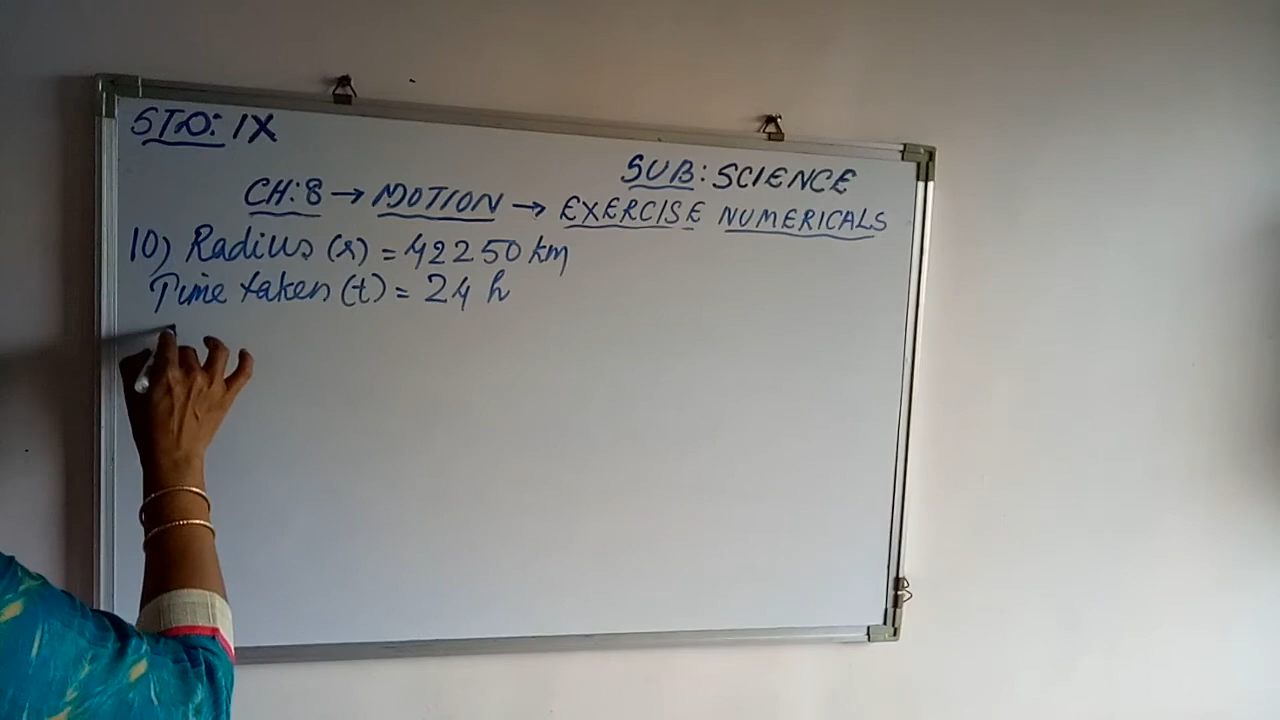 STD: IX
SUB: SCIENCE
CH:8 → MOTION → EXERCISE NUMERICALS
10) Radius (r) = 42250 km
Time taken (t) = 24 h